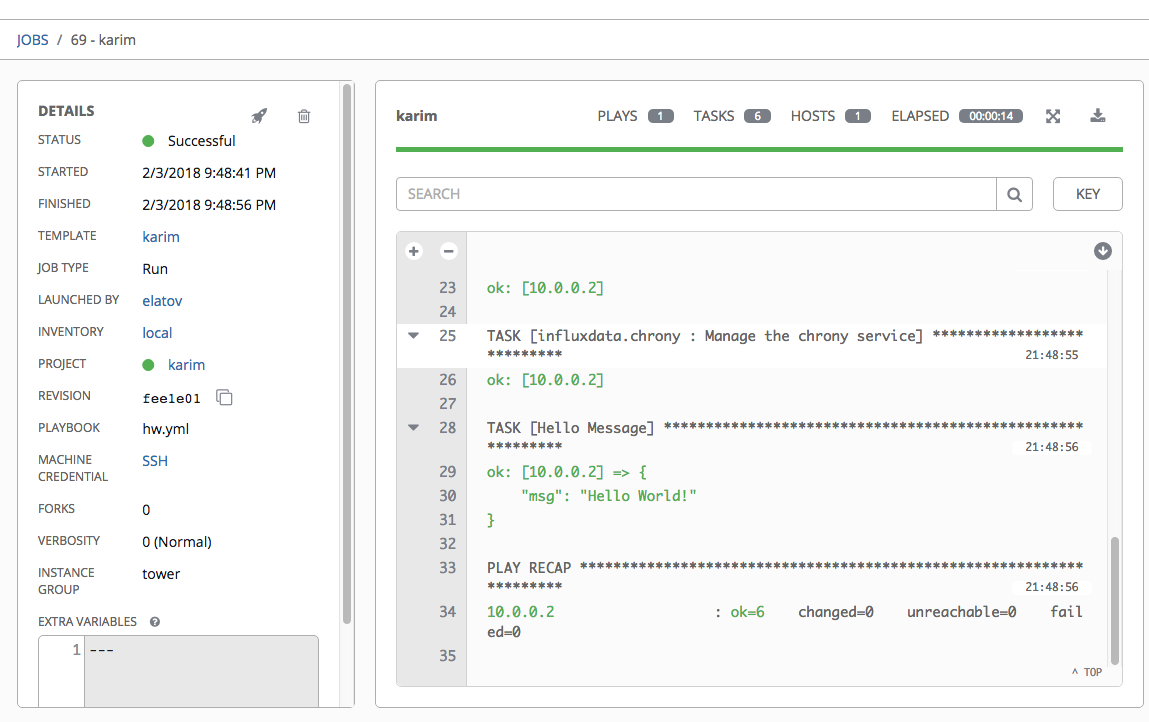 JOBS / 69 - karim
DETAILS
STATUS Successful
STARTED 2/3/2018 9:48:41 PM
FINISHED 2/3/2018 9:48:56 PM
TEMPLATE karim
JOB TYPE Run
LAUNCHED BY elatov
INVENTORY local
PROJECT karim
REVISION fee1e01
PLAYBOOK hw.yml
MACHINE
CREDENTIAL SSH
FORKS 0
VERBOSITY 0 (Normal)
INSTANCE
GROUP tower
EXTRA VARIABLES ?
1 ---
karim PLAYS 1 TASKS 6 HOSTS 1 ELAPSED 00:00:14
SEARCH KEY
23 ok: [10.0.0.2]
24
25 TASK [influxdata.chrony : Manage the chrony service] ******************
********* 21:48:55
26 ok: [10.0.0.2]
27
28 TASK [Hello Message] **************************************************
********* 21:48:56
29 ok: [10.0.0.2] => {
30 "msg": "Hello World!"
31 }
32
33 PLAY RECAP ************************************************************
********* 21:48:56
34 10.0.0.2 : ok=6 changed=0 unreachable=0 fail
ed=0
35
^ TOP